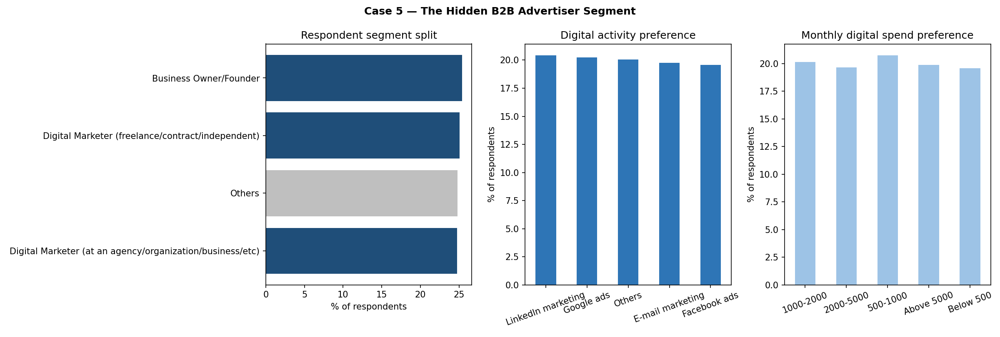 Case 5 — The Hidden B2B Advertiser Segment
Respondent segment split
Business Owner/Founder
Digital Marketer (freelance/contract/independent)
Others
Digital Marketer (at an agency/organization/business/etc)
0 5 10 15 20 25
% of respondents
Digital activity preference
% of respondents
20.0
17.5
15.0
12.5
10.0
7.5
5.0
2.5
0.0
LinkedIn marketing
Google ads
Others
E-mail marketing
Facebook ads
Monthly digital spend preference
% of respondents
20.0
17.5
15.0
12.5
10.0
7.5
5.0
2.5
0.0
1000-2000
2000-5000
500-1000
Above 5000
Below 500